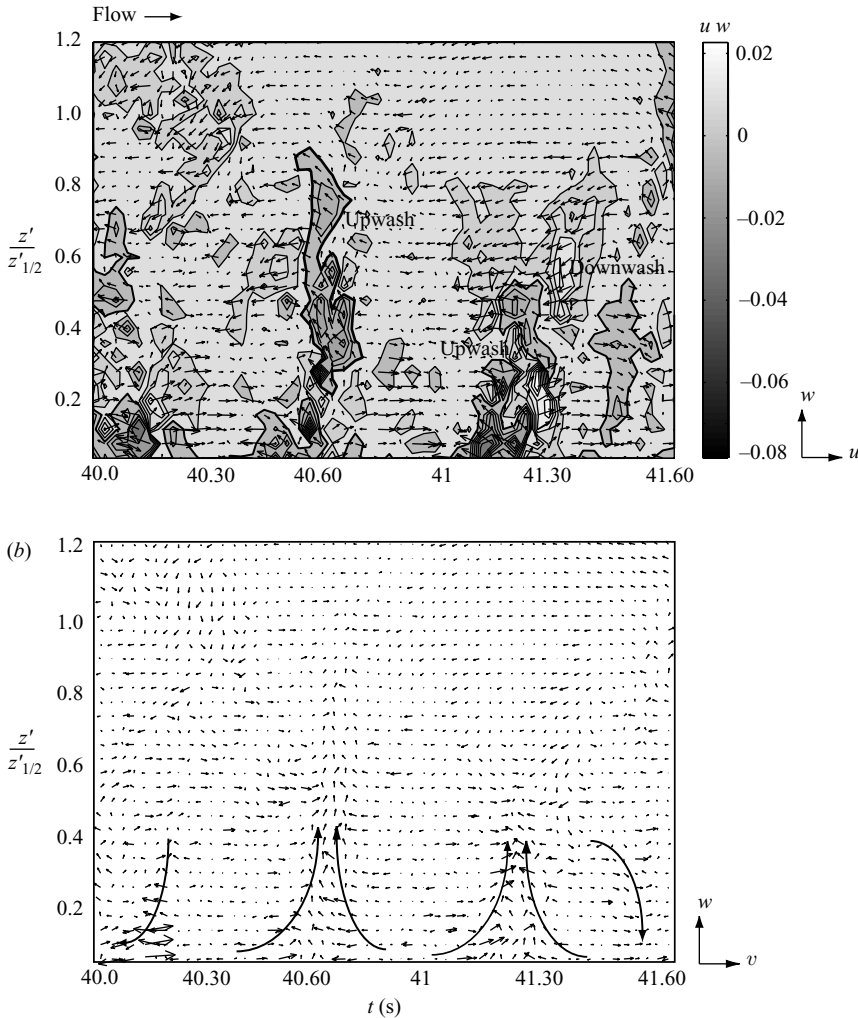 Flow
u w
1.2
1.0
0.8
0.6
0.4
0.2
z′
z′1/2
Upwash
Downwash
Upwash
0.02
0
–0.02
–0.04
–0.06
–0.08
w
u
40.0
40.30
40.60
41
41.30
41.60
(b)
1.2
1.0
0.8
0.6
0.4
0.2
z′
z′1/2
w
v
40.0
40.30
40.60
41
41.30
41.60
t (s)